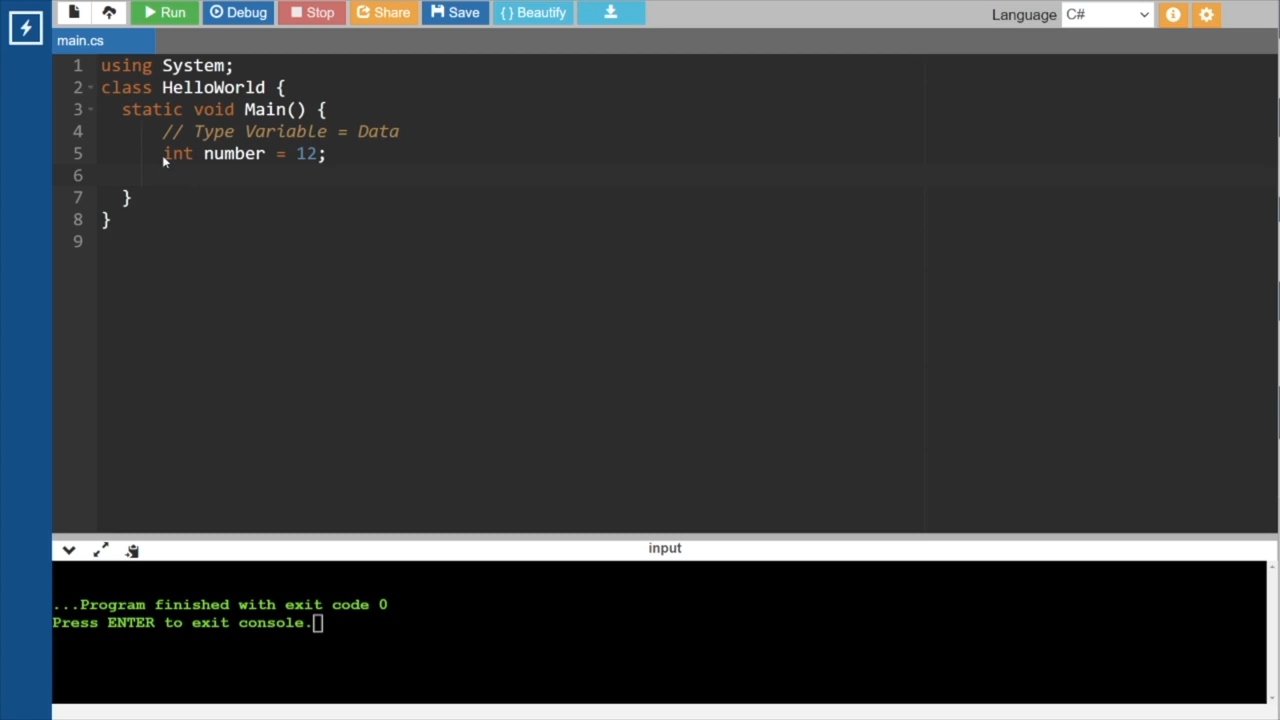 Run Debug Stop Share Save { } Beautify Language C#
main.cs
1 using System;
2 class HelloWorld {
3 static void Main() {
4 // Type Variable = Data
5 int number = 12;
6
7 }
8 }
9
input
...Program finished with exit code 0
Press ENTER to exit console.